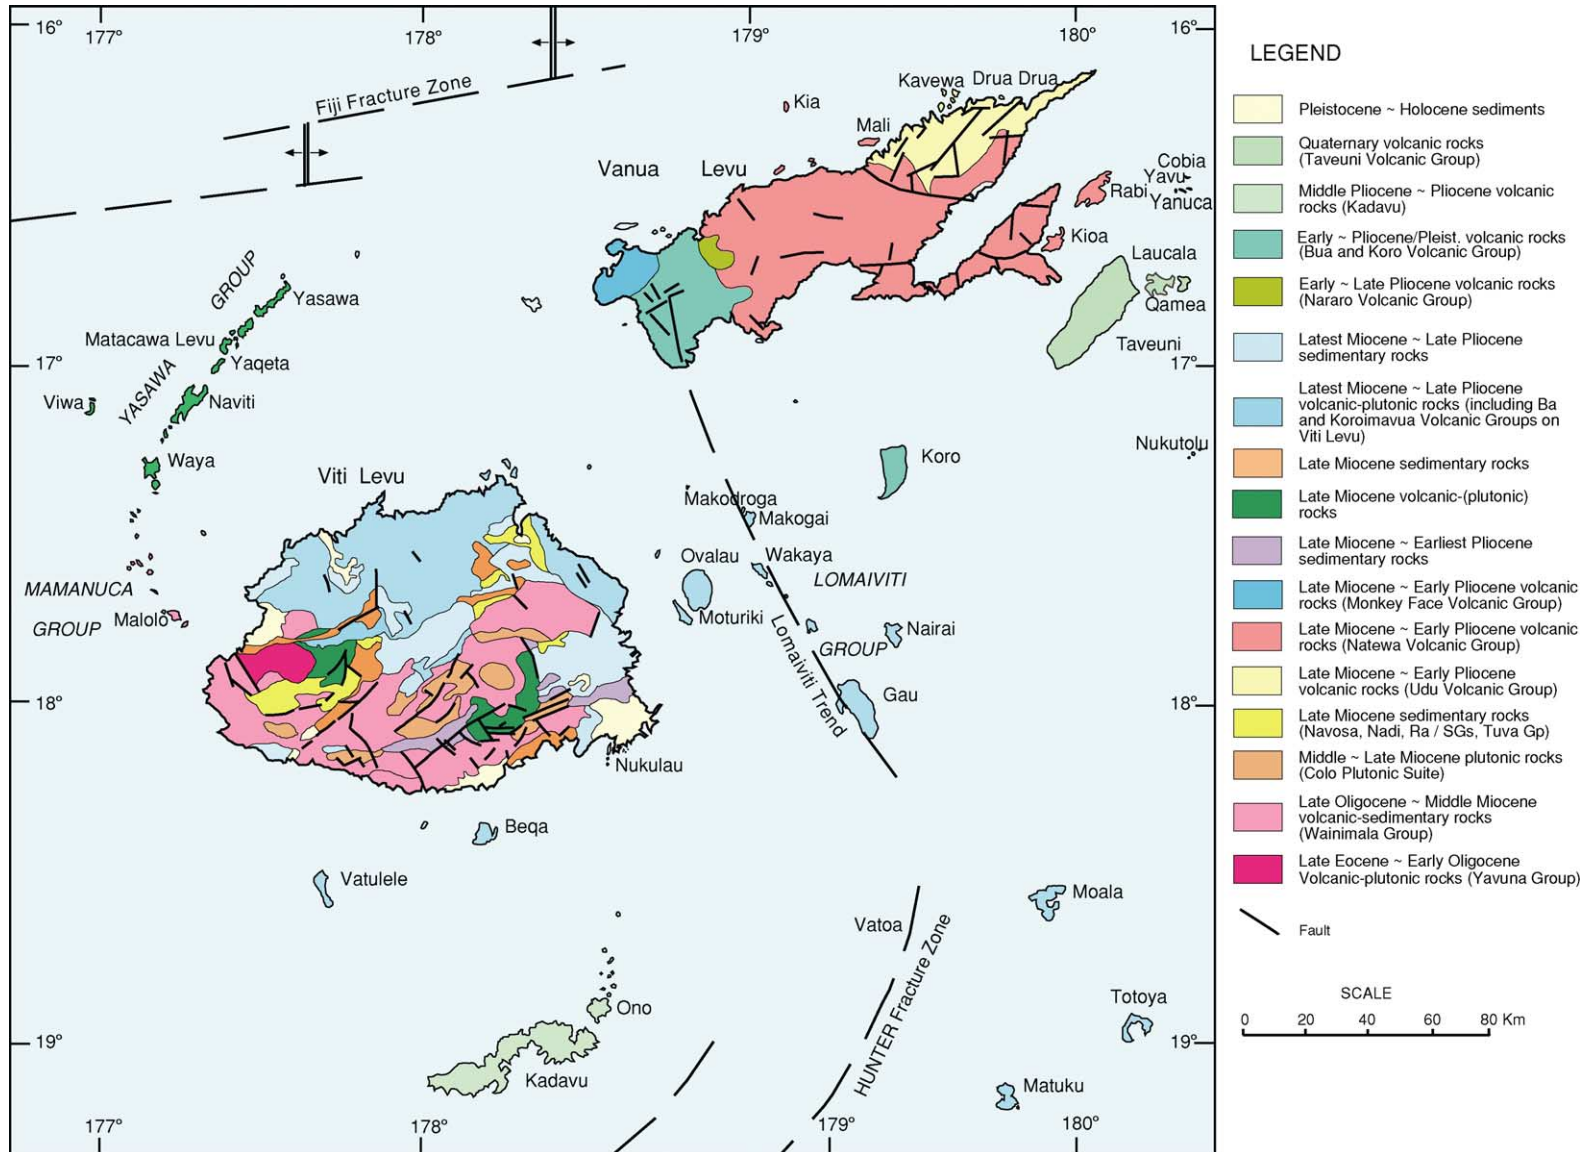 16°
177°
178°
179°
180°
16°
Fiji Fracture Zone
Kia
Kavewa
Drua Drua
Mali
Vanua Levu
Cobia
Yavu
Rabi
Yanuca
Kioa
Laucala
Qamea
Taveuni
GROUP
Yasawa
Matacawa Levu
Yaqeta
YASAWA
Viwa
Naviti
17°
17°
Waya
Viti Levu
Koro
Nukutolu
Makodroga
Makogai
Ovalau
Wakaya
LOMAIVITI
MAMANUCA
GROUP
Malolo
Moturiki
Nairai
GROUP
Lomaiviti Trend
Gau
18°
18°
Nukulau
Beqa
Vatulele
Moala
Vatoa
HUNTER Fracture Zone
Totoya
Ono
19°
19°
Kadavu
Matuku
177°
178°
179°
180°
LEGEND
Pleistocene ~ Holocene sediments
Quaternary volcanic rocks
(Taveuni Volcanic Group)
Middle Pliocene ~ Pliocene volcanic
rocks (Kadavu)
Early ~ Pliocene/Pleist. volcanic rocks
(Bua and Koro Volcanic Group)
Early ~ Late Pliocene volcanic rocks
(Nararo Volcanic Group)
Latest Miocene ~ Late Pliocene
sedimentary rocks
Latest Miocene ~ Late Pliocene
volcanic-plutonic rocks (including Ba
and Koroimavua Volcanic Groups on
Viti Levu)
Late Miocene sedimentary rocks
Late Miocene volcanic-(plutonic)
rocks
Late Miocene ~ Earliest Pliocene
sedimentary rocks
Late Miocene ~ Early Pliocene volcanic
rocks (Monkey Face Volcanic Group)
Late Miocene ~ Early Pliocene volcanic
rocks (Natewa Volcanic Group)
Late Miocene ~ Early Pliocene
volcanic rocks (Udu Volcanic Group)
Late Miocene sedimentary rocks
(Navosa, Nadi, Ra / SGs, Tuva Gp)
Middle ~ Late Miocene plutonic rocks
(Colo Plutonic Suite)
Late Oligocene ~ Middle Miocene
volcanic-sedimentary rocks
(Wainimala Group)
Late Eocene ~ Early Oligocene
Volcanic-plutonic rocks (Yavuna Group)
Fault
SCALE
0 20 40 60 80 Km